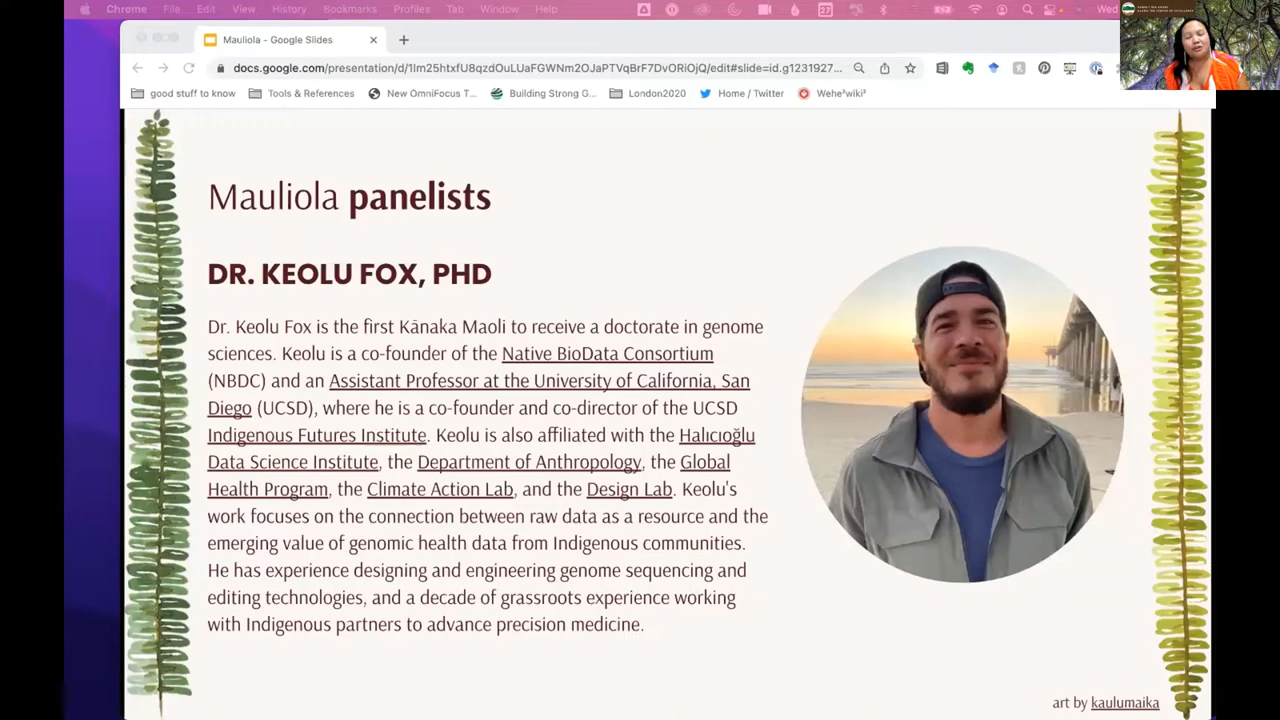 Chrome File Edit View History Bookmarks Profiles Tab Window Help 27 Wed
Mauliola - Google Slides
docs.google.com/presentation/d/1Im25htxfU8qzdOuLUaFGWNm2OJaPTVqBrF7DvORiOjQ/edit#slide=id.g1231927...
good stuff to know Tools & References New OmniFocus T... Building Strong G... London2020 Home / Twitter Wehe²wiki²
Mauliola panelists
DR. KEOLU FOX, PHD
Dr. Keolu Fox is the first Kānaka Maoli to receive a doctorate in genome
sciences. Keolu is a co-founder of the Native BioData Consortium
(NBDC) and an Assistant Professor at the University of California, San
Diego (UCSD), where he is a co-founder and co-director of the UCSD
Indigenous Futures Institute. Keolu is also affiliated with the Halıcıoğlu
Data Science Institute, the Department of Anthropology, the Global
Health Program, the Climate Action Lab, and the Design Lab. Keolu's
work focuses on the connection between raw data as a resource and the
emerging value of genomic health data from Indigenous communities.
He has experience designing and engineering genome sequencing and
editing technologies, and a decade of grassroots experience working
with Indigenous partners to advance precision medicine.
art by kaulumaika